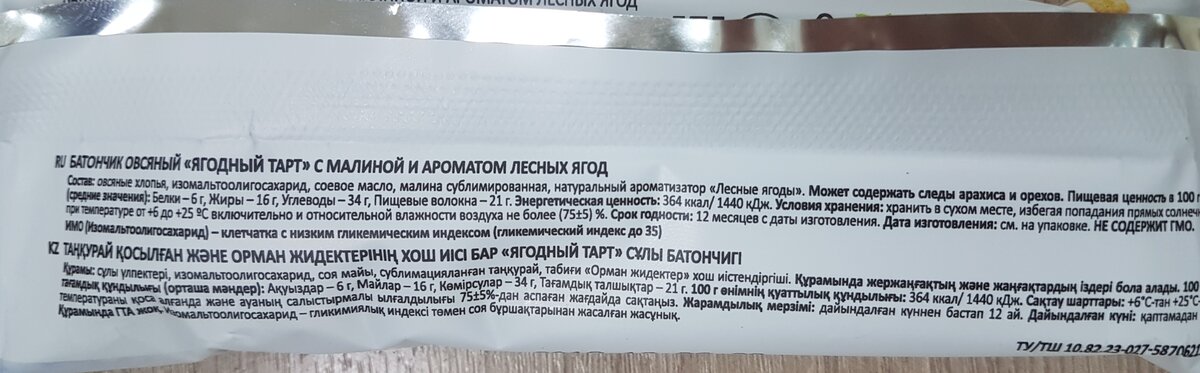 И АРОМАТОМ ЛЕСНЫХ ЯГОД
RU БАТОНЧИК ОВСЯНЫЙ «ЯГОДНЫЙ ТАРТ» С МАЛИНОЙ И АРОМАТОМ ЛЕСНЫХ ЯГОД
Состав: овсяные хлопья, изомальтоолигосахарид, соевое масло, малина сублимированная, натуральный ароматизатор «Лесные ягоды». Может содержать следы арахиса и орехов. Пищевая ценность в 100 г
(средние значения): Белки – 6 г, Жиры – 16 г, Углеводы – 34 г, Пищевые волокна – 21 г. Энергетическая ценность: 364 ккал/ 1440 кДж. Условия хранения: хранить в сухом месте, избегая попадания прямых
при температуре от +6 до +25 ºС включительно и относительной влажности воздуха не более (75±5) %. Срок годности: 12 месяцев с даты изготовления. Дата изготовления: см. на упаковке. НЕ СОДЕРЖИТ ГМО.
ИМО (Изомальтоолигосахарид) – клетчатка с низким гликемическим индексом (гликемический индекс до 35)
KZ ТАҢҚУРАЙ ҚОСЫЛҒАН ЖӘНЕ ОРМАН ЖИДЕКТЕРІНІҢ ХОШ ИІСІ БАР «ЯГОДНЫЙ ТАРТ» СҰЛЫ БАТОНЧИГІ
Құрамы: сұлы үлпектері, изомальтоолигосахарид, соя майы, сублимацияланған таңқурай, табиғи «Орман жидектер» хош иістендіргіші. Құрамында жержаңғақтың және жаңғақтардың іздері бола алады. 100
тағамдық құндылығы (орташа мәндер): Ақуыздар – 6 г, Майлар – 16 г, Көмірсулар – 34 г, Тағамдық талшықтар – 21 г. 100 г өнімнің қуаттылық құндылығы: 364 ккал/ 1440 кДж. Сақтау шарттары: +6°С-тан +25°С-
температураны қоса алғанда және ауаның салыстырмалы ылғалдылығы 75±5%-дан аспаған жағдайда сақтаңыз. Жарамдылық мерзімі: дайындалған күннен бастап 12 ай. Дайындалған күні: қаптамадан
Құрамында ГТА жоқ. Изомальтоолигосахарид – гликимиялық индексі төмен соя бұршақтарынан жасалған жасұнық.
ТУ/ТШ 10.82.23-027-5870621